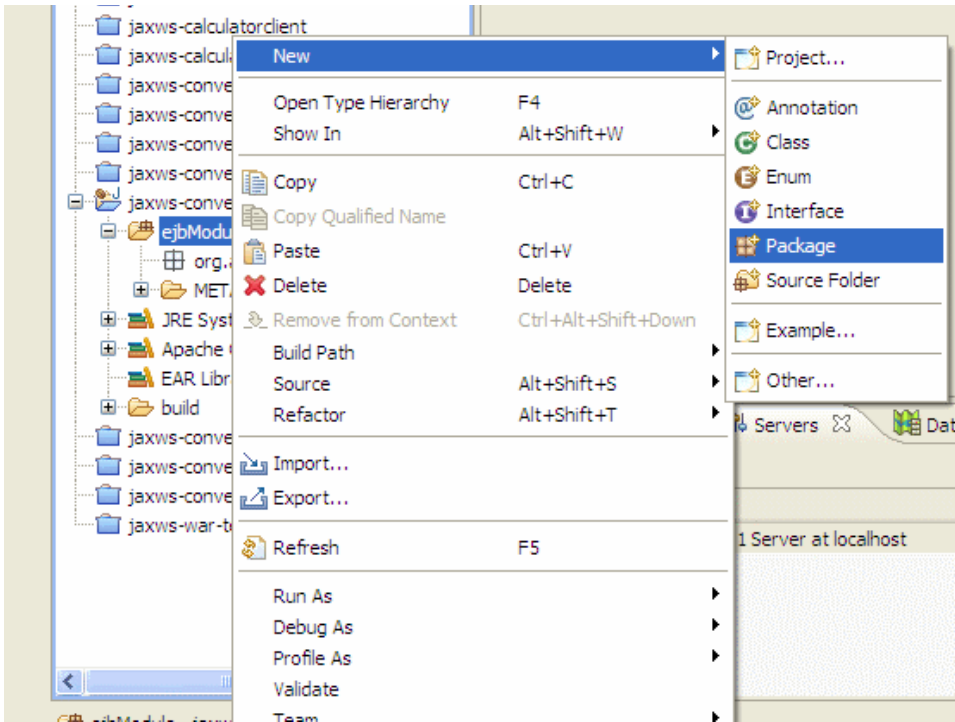 jaxws-calculatorclient
jaxws-calcul
jaxws-conve
jaxws-conve
jaxws-conve
jaxws-conve
jaxws-conve
ejbModu
org.
META
JRE Syst
Apache
EAR Libr
build
jaxws-conve
jaxws-conve
jaxws-conve
jaxws-war-t
New
Open Type Hierarchy F4
Show In Alt+Shift+W
Copy Ctrl+C
Copy Qualified Name
Paste Ctrl+V
Delete Delete
Remove from Context Ctrl+Alt+Shift+Down
Build Path
Source Alt+Shift+S
Refactor Alt+Shift+T
Import...
Export...
Refresh F5
Run As
Debug As
Profile As
Validate
Team
Project...
Annotation
Class
Enum
Interface
Package
Source Folder
Example...
Other...
Servers Dat
1 Server at localhost